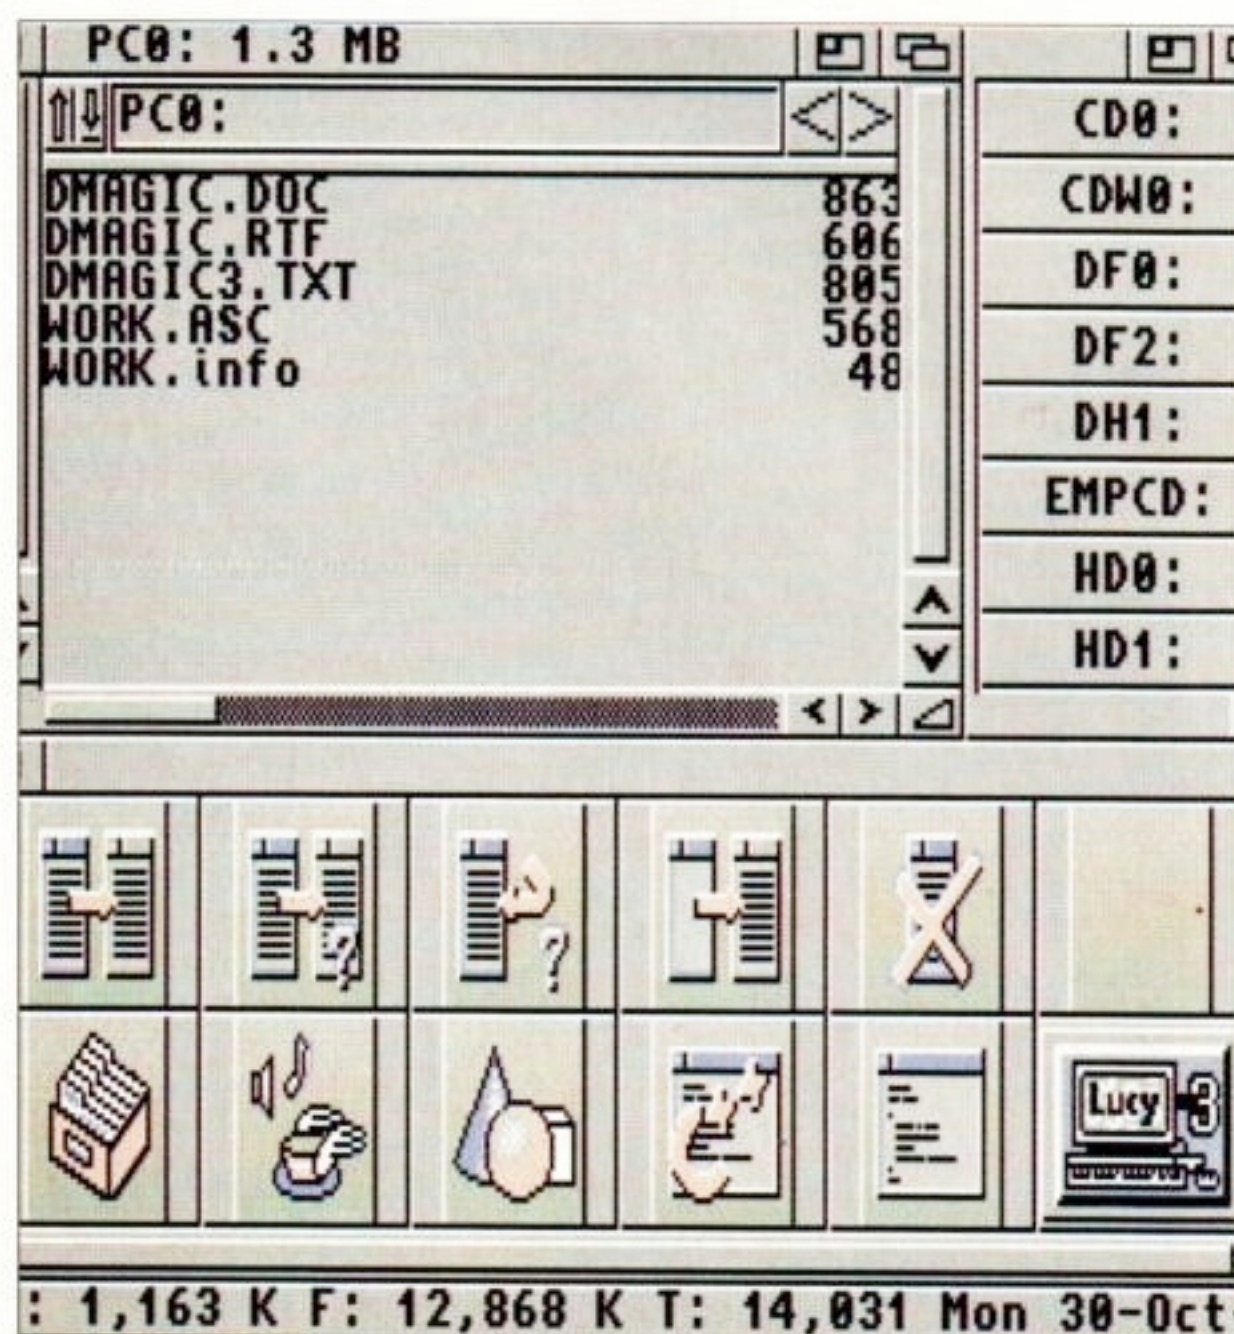 PC0: 1.3 MB
PC0:
DMAGIC.DOC 863
DMAGIC.RTF 606
DMAGIC3.TXT 805
WORK.ASC 568
WORK.info 48
CD0:
CDW0:
DF0:
DF2:
DH1:
EMPCD:
HD0:
HD1:
?
?
Lucy
: 1,163 K F: 12,868 K T: 14,031 Mon 30-Oct